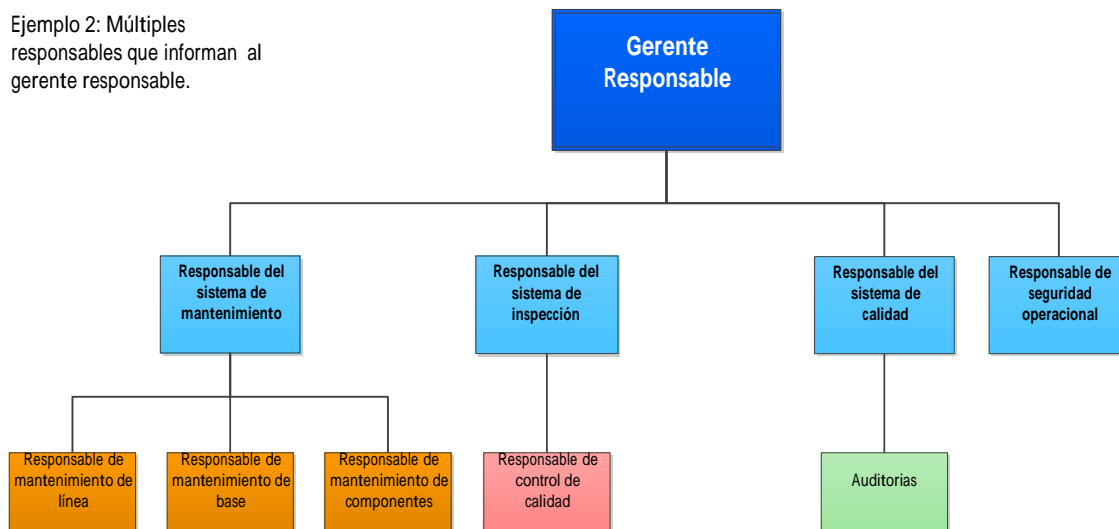 Ejemplo 2: Múltiples
responsables que informan al
gerente responsable.
Gerente
Responsable
Responsable del
sistema de
mantenimiento
Responsable del
sistema de
inspección
Responsable del
sistema de
calidad
Responsable de
seguridad
operacional
Responsable de
mantenimiento de
línea
Responsable de
mantenimiento de
base
Responsable de
mantenimiento de
componentes
Responsable de
control de
calidad
Auditorias